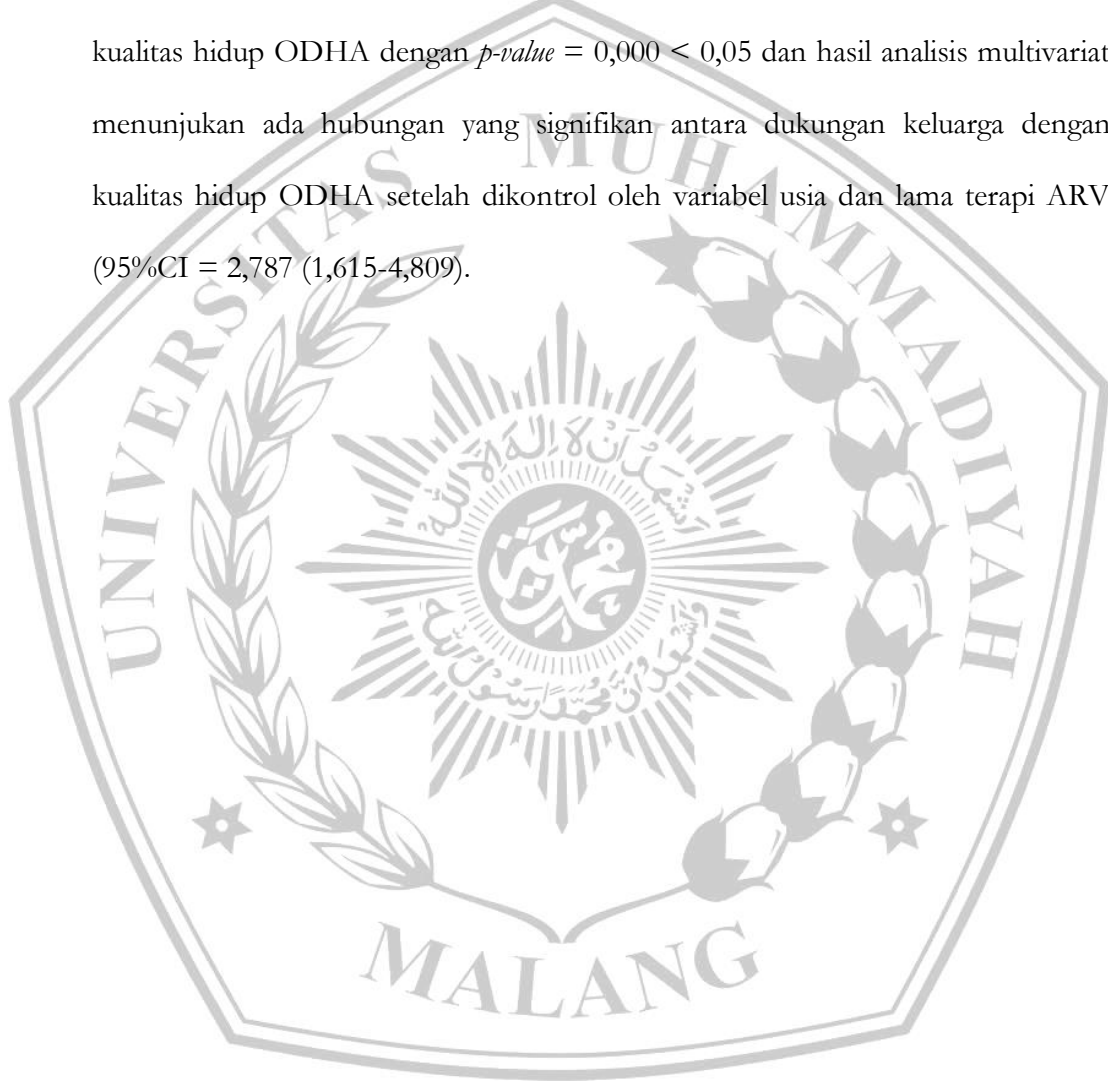 kualitas hidup ODHA dengan p-value = 0,000 < 0,05 dan hasil analisis multivariat
menunjukan ada hubungan yang signifikan antara dukungan keluarga dengan
kualitas hidup ODHA setelah dikontrol oleh variabel usia dan lama terapi ARV
(95%CI = 2,787 (1,615-4,809).
UNIVERSITAS MUHAMMADIYAH
MALANG